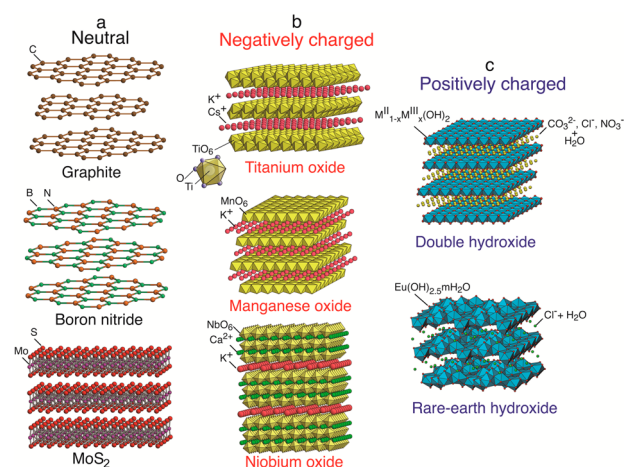 a
Neutral
C
Graphite
B
N
Boron nitride
S
Mo
MoS₂
b
Negatively charged
K⁺
Cs⁺
TiO₆
O
Ti
Titanium oxide
MnO₆
K⁺
Manganese oxide
NbO₆
Ca²⁺
K⁺
Niobium oxide
c
Positively charged
Mᴵᴵ₁₋ₓMᴵᴵᴵₓ(OH)₂
CO₃²⁻, Cl⁻, NO₃⁻
+
H₂O
Double hydroxide
Eu(OH)₂.₅mH₂O
Cl⁻+ H₂O
Rare-earth hydroxide